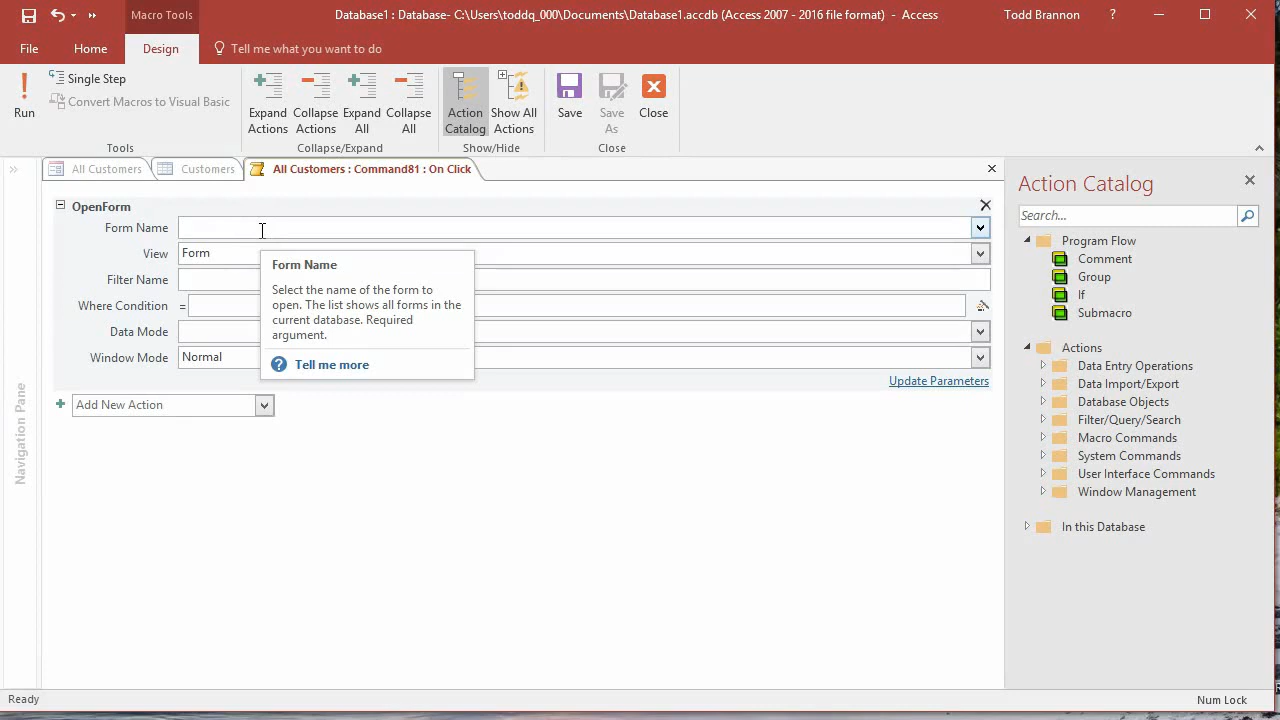 Macro Tools
Database1 : Database- C:\Users\toddq_000\Documents\Database1.accdb (Access 2007 - 2016 file format) - Access
Todd Brannon
?
File
Home
Design
Tell me what you want to do
Run
Single Step
Convert Macros to Visual Basic
Tools
Expand Actions
Collapse Actions
Expand All
Collapse All
Collapse/Expand
Action Catalog
Show All Actions
Show/Hide
Save
Save As
Close
Close
All Customers
Customers
All Customers : Command81 : On Click
Navigation Pane
OpenForm
Form Name
View Form
Filter Name
Where Condition =
Data Mode
Window Mode Normal
Form Name
Select the name of the form to
open. The list shows all forms in the
current database. Required
argument.
? Tell me more
Update Parameters
Add New Action
Action Catalog
Search...
Program Flow
Comment
Group
If
Submacro
Actions
Data Entry Operations
Data Import/Export
Database Objects
Filter/Query/Search
Macro Commands
System Commands
User Interface Commands
Window Management
In this Database
Ready
Num Lock